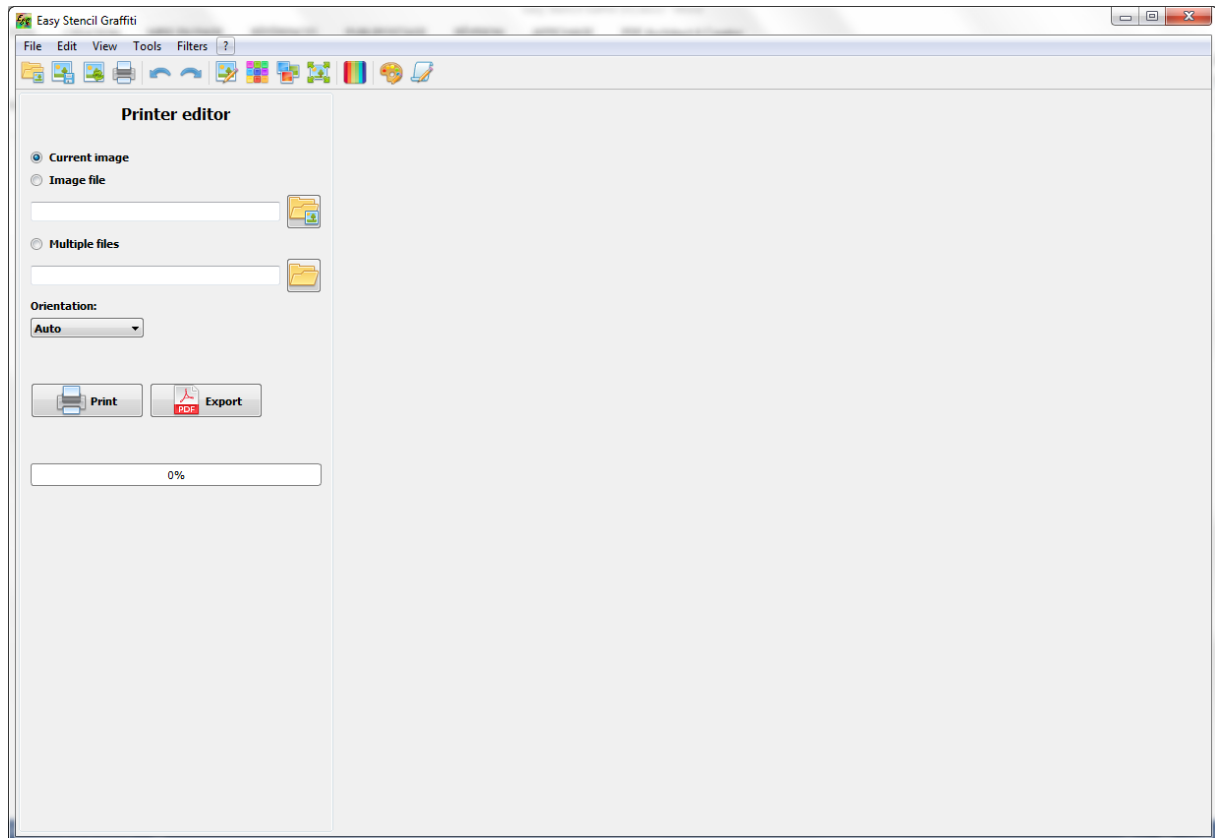 Easy Stencil Graffiti
File Edit View Tools Filters ?
Printer editor
Current image
Image file
Multiple files
Orientation:
Auto
Print PDF Export
0%